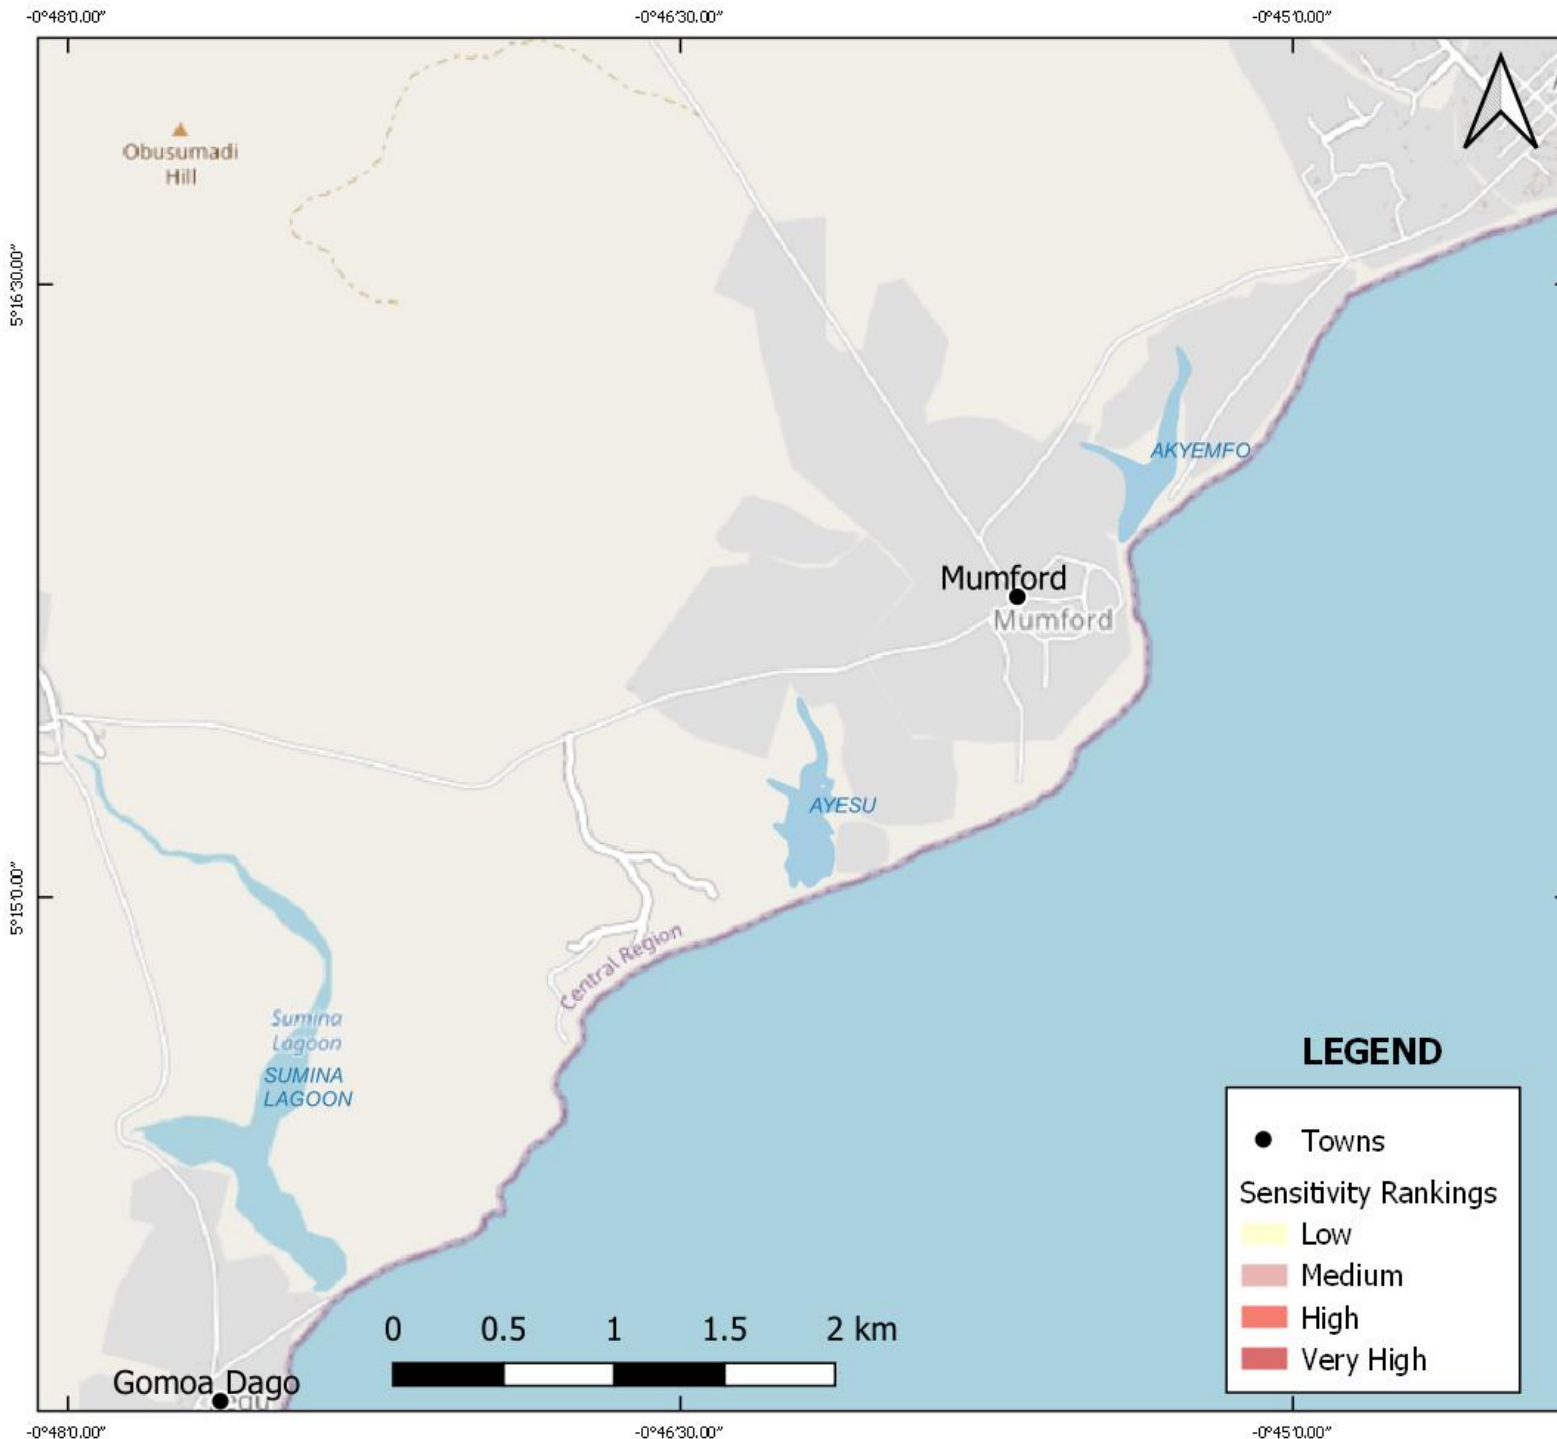 -0°48'0.00"
-0°46'30.00"
-0°45'0.00"
Obusumadi
Hill
5°16'30.00"
AKYEMFO
Mumford
Mumford
AYESU
5°15'0.00"
Central Region
Sumina
Lagoon
SUMINA
LAGOON
LEGEND
Towns
Sensitivity Rankings
Low
Medium
High
Very High
0 0.5 1 1.5 2 km
Gomoa Dago
-0°48'0.00"
-0°46'30.00"
-0°45'0.00"